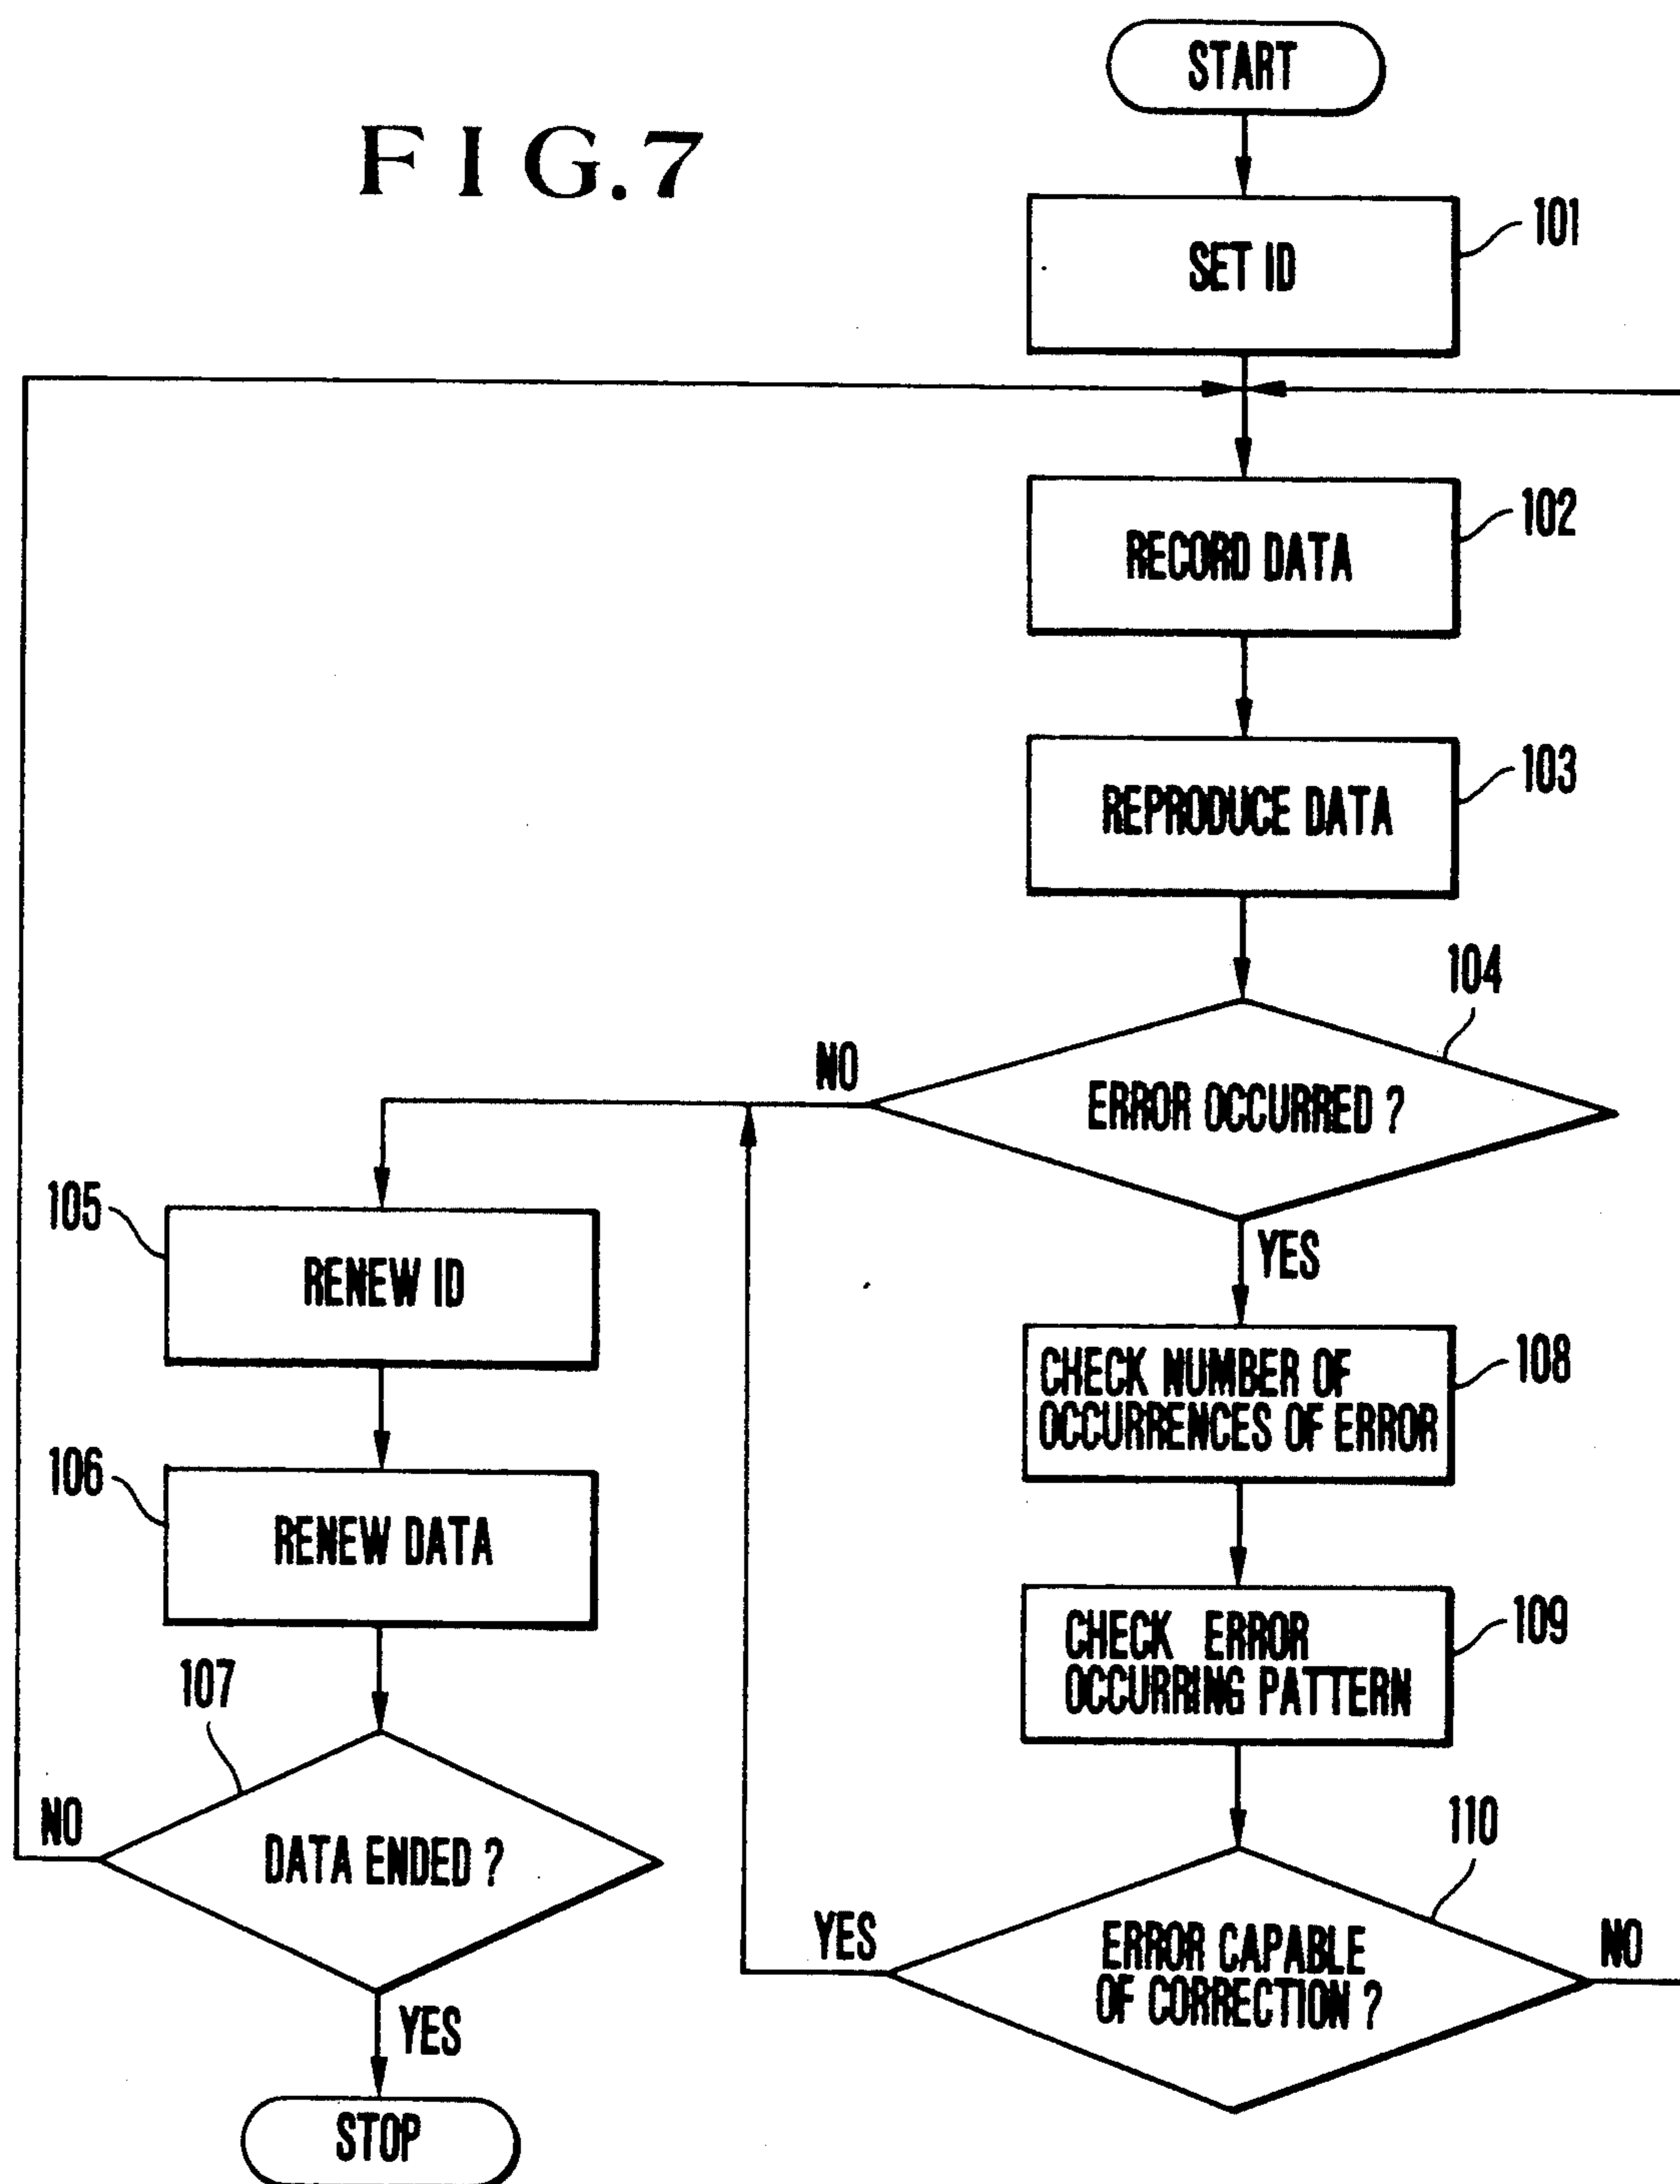 START
FIG.7
101
SET ID
102
RECORD DATA
103
REPRODUCE DATA
104
NO
ERROR OCCURRED ?
YES
105
RENEW ID
108
CHECK NUMBER OF
OCCURRENCES OF ERROR
106
RENEW DATA
109
CHECK ERROR
OCCURRING PATTERN
107
NO
DATA ENDED ?
YES
110
YES
ERROR CAPABLE
OF CORRECTION ?
NO
STOP